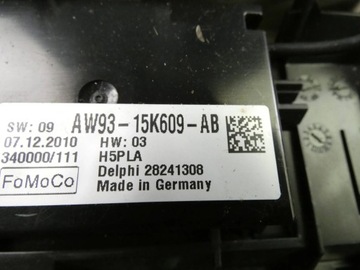 SW: 09 AW93-15K609-AB
07.12.2010 HW: 03
340000/111 H5PLA
FoMoCo Delphi 28241308
Made in Germany